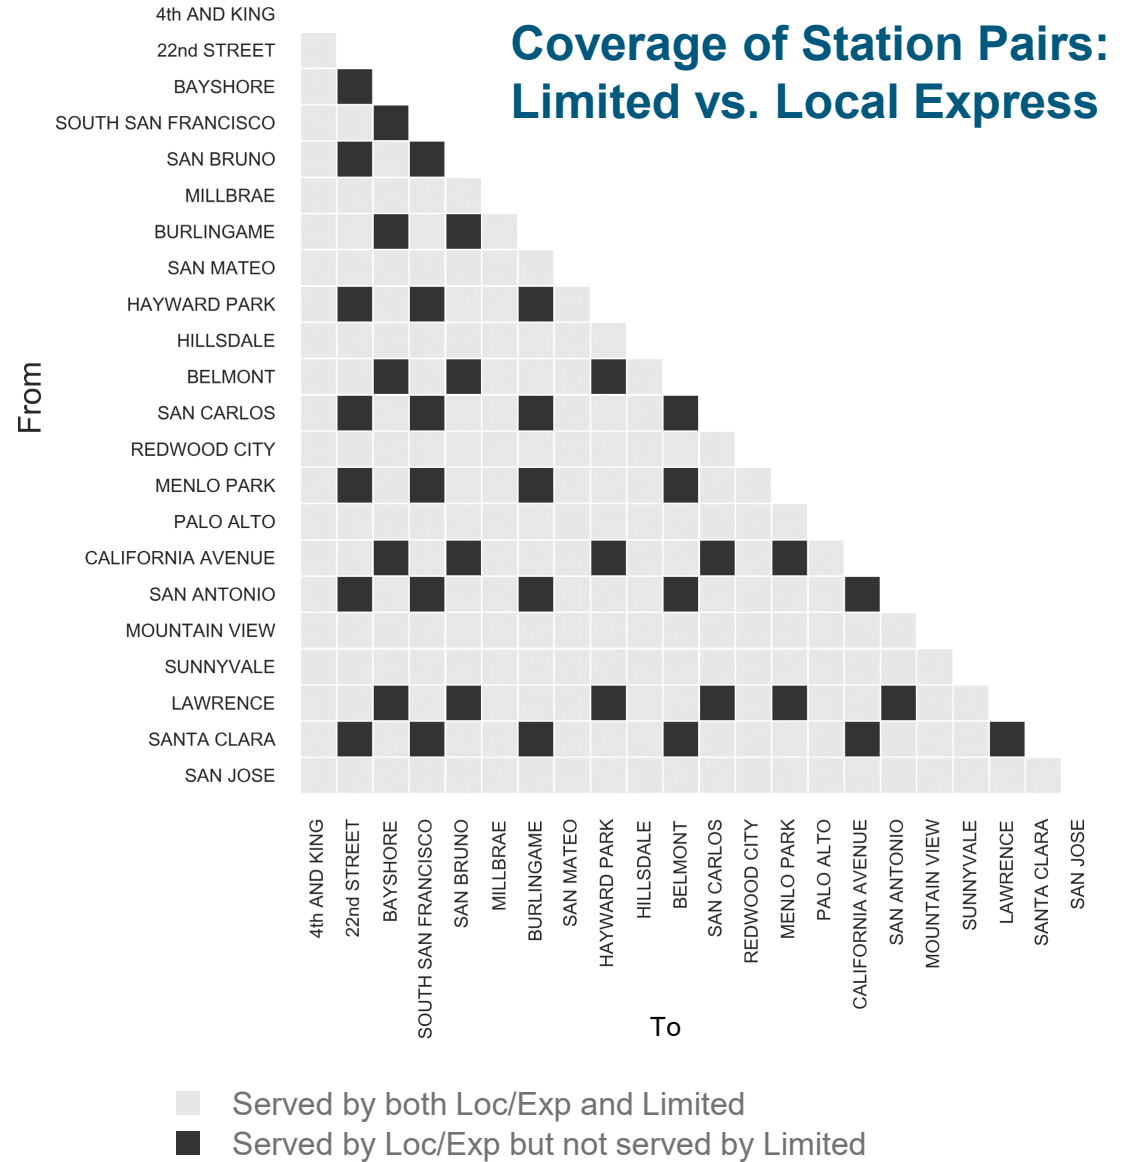 Coverage of Station Pairs:
Limited vs. Local Express
From
4th AND KING
22nd STREET
BAYSHORE
SOUTH SAN FRANCISCO
SAN BRUNO
MILLBRAE
BURLINGAME
SAN MATEO
HAYWARD PARK
HILLSDALE
BELMONT
SAN CARLOS
REDWOOD CITY
MENLO PARK
PALO ALTO
CALIFORNIA AVENUE
SAN ANTONIO
MOUNTAIN VIEW
SUNNYVALE
LAWRENCE
SANTA CLARA
SAN JOSE
4th AND KING
22nd STREET
BAYSHORE
SOUTH SAN FRANCISCO
SAN BRUNO
MILLBRAE
BURLINGAME
SAN MATEO
HAYWARD PARK
HILLSDALE
BELMONT
SAN CARLOS
REDWOOD CITY
MENLO PARK
PALO ALTO
CALIFORNIA AVENUE
SAN ANTONIO
MOUNTAIN VIEW
SUNNYVALE
LAWRENCE
SANTA CLARA
SAN JOSE
To
Served by both Loc/Exp and Limited
Served by Loc/Exp but not served by Limited